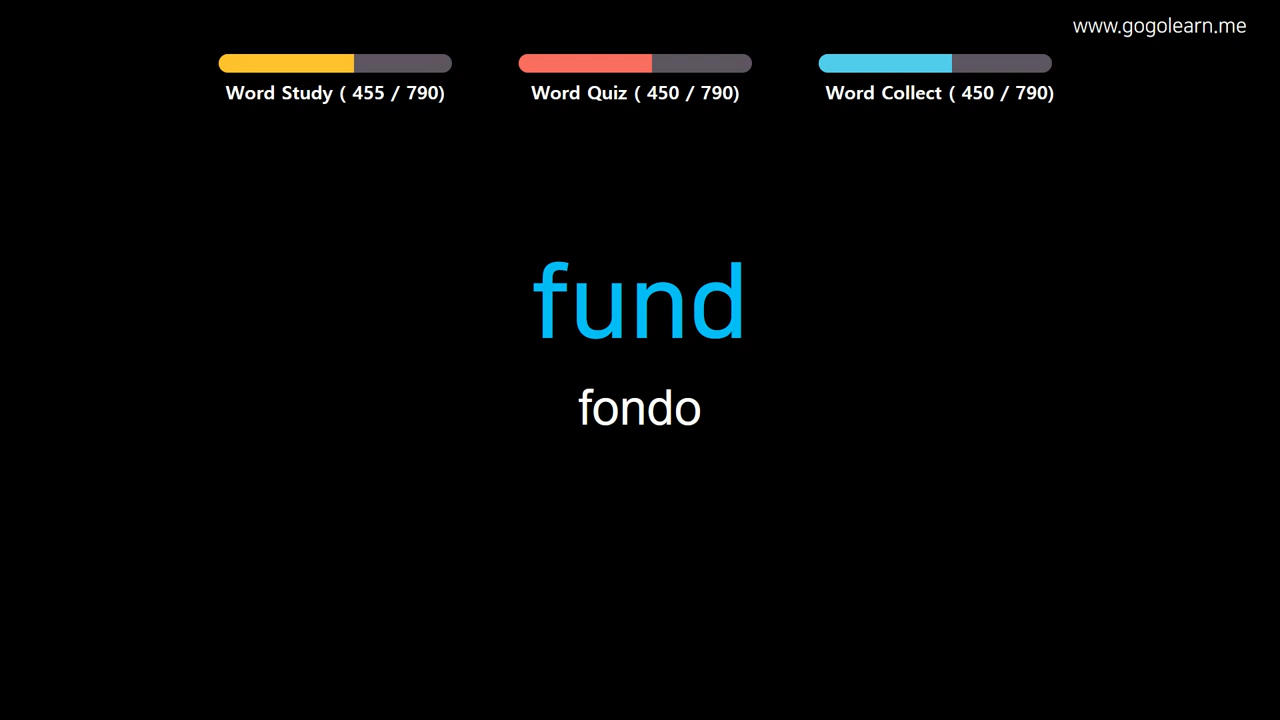 www.gogolearn.me
Word Study ( 455 / 790)
Word Quiz ( 450 / 790)
Word Collect ( 450 / 790)
fund
fondo